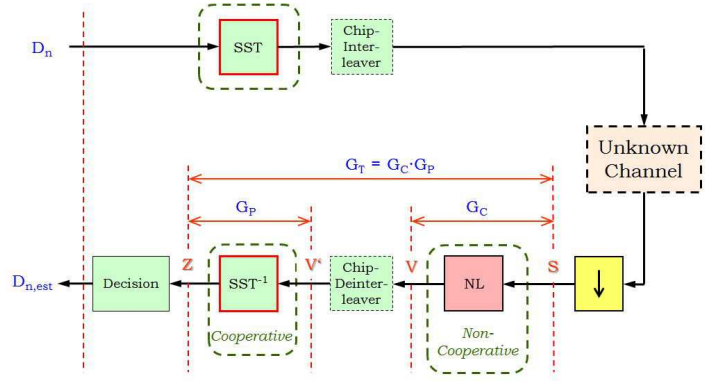 Dn
SST
Chip-
Inter-
leaver
Unknown
Channel
GT = GC·GP
GP
GC
Dn,est
Decision
Z
SST-1
V‘
Chip-
Deinter-
leaver
V
NL
S
↓
Cooperative
Non-
Cooperative